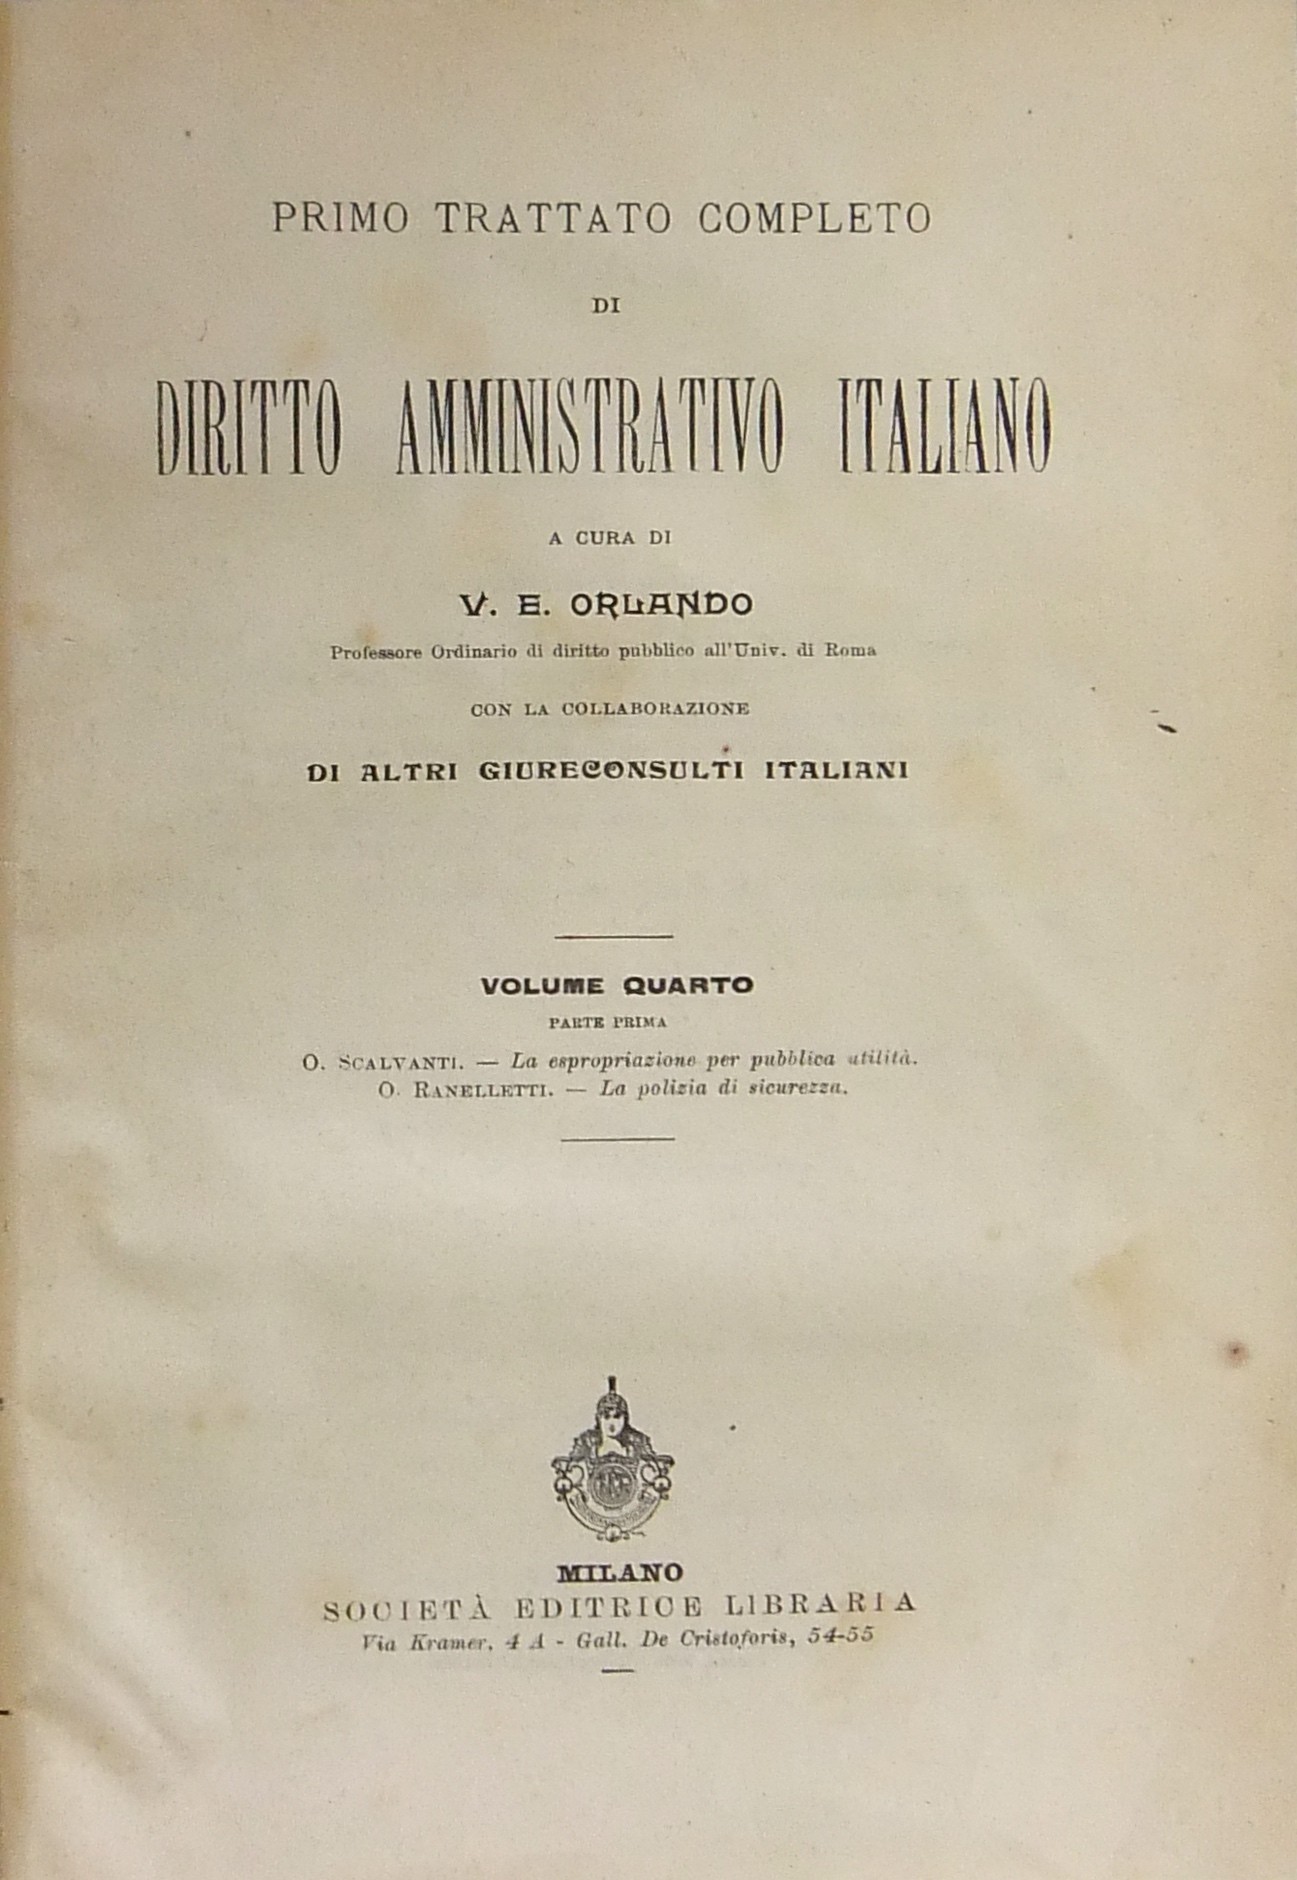 PRIMO TRATTATO COMPLETO
DI
DIRITTO AMMINISTRATIVO ITALIANO
A CURA DI
V. E. ORLANDO
Professore Ordinario di diritto pubblico all'Univ. di Roma
CON LA COLLABORAZIONE
DI ALTRI GIURECONSULTI ITALIANI
VOLUME QUARTO
PARTE PRIMA
O. SCALVANTI. — La espropriazione per pubblica utilità.
O. RANELLETTI. — La polizia di sicurezza.
MILANO
SOCIETÀ EDITRICE LIBRARIA
Via Kramer, 4 A - Gall. De Cristoforis, 54-55